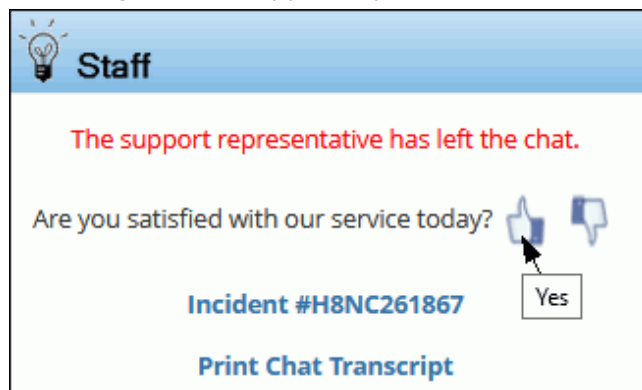 Staff
The support representative has left the chat.
Are you satisfied with our service today?
Yes
Incident #H8NC261867
Print Chat Transcript